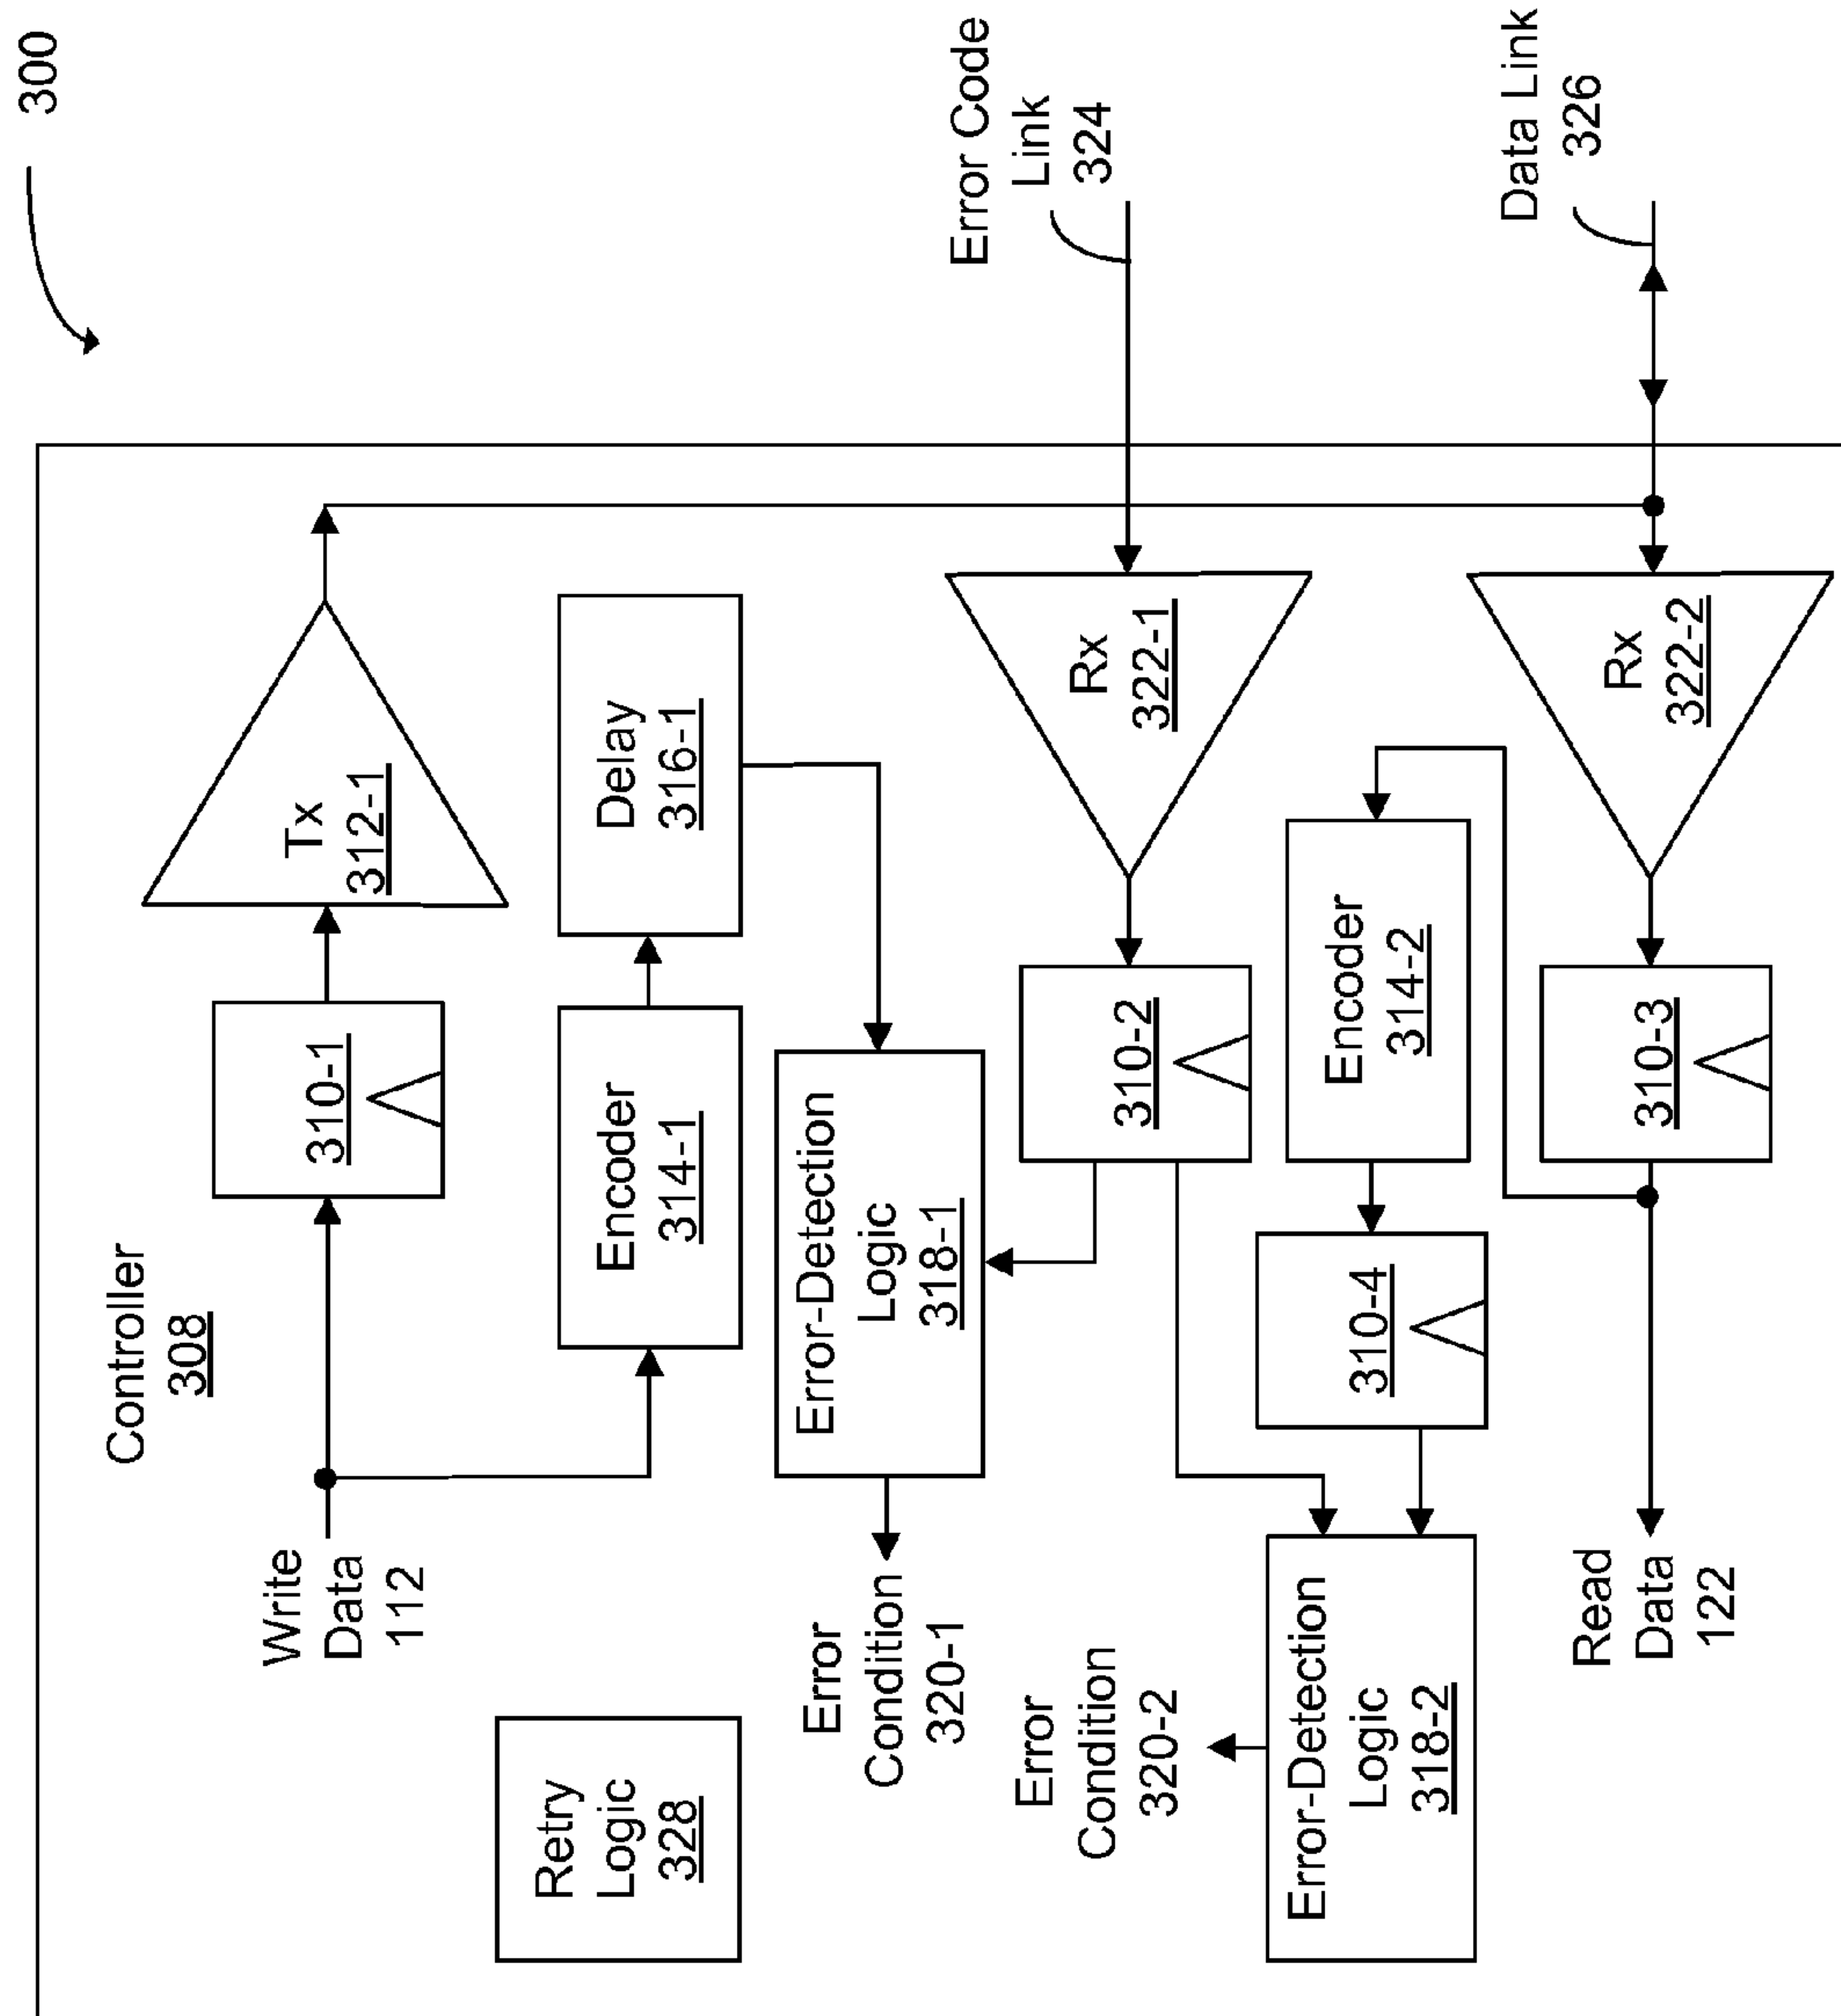 300
Controller
308
Write
Data
112
310-1
Tx
312-1
Retry
Logic
328
Encoder
314-1
Delay
316-1
Error
Condition
320-1
Error-Detection
Logic
318-1
Error Code
Link
324
Rx
322-1
310-2
Error
Condition
320-2
Error-Detection
Logic
318-2
310-4
Encoder
314-2
Data Link
326
Rx
322-2
310-3
Read
Data
122